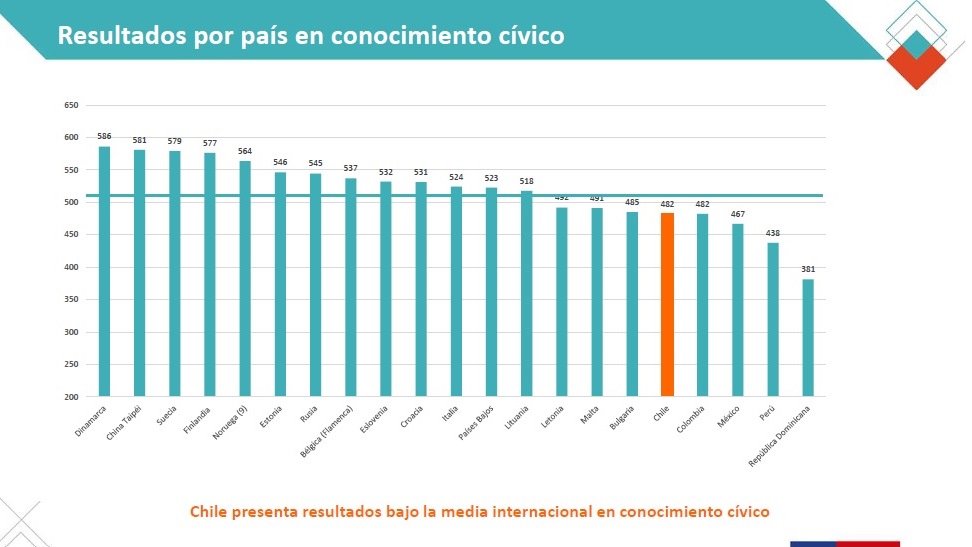 Resultados por país en conocimiento cívico
650
600
550
500
450
400
350
300
250
200
586
581
579
577
564
546
545
537
532
531
524
523
518
492
491
485
482
482
467
438
381
Dinamarca
China Taipéi
Suecia
Finlandia
Noruega (9)
Estonia
Rusia
Bélgica (Flamenca)
Eslovenia
Croacia
Italia
Países Bajos
Lituania
Letonia
Malta
Bulgaria
Chile
Colombia
México
Perú
República Dominicana
Chile presenta resultados bajo la media internacional en conocimiento cívico